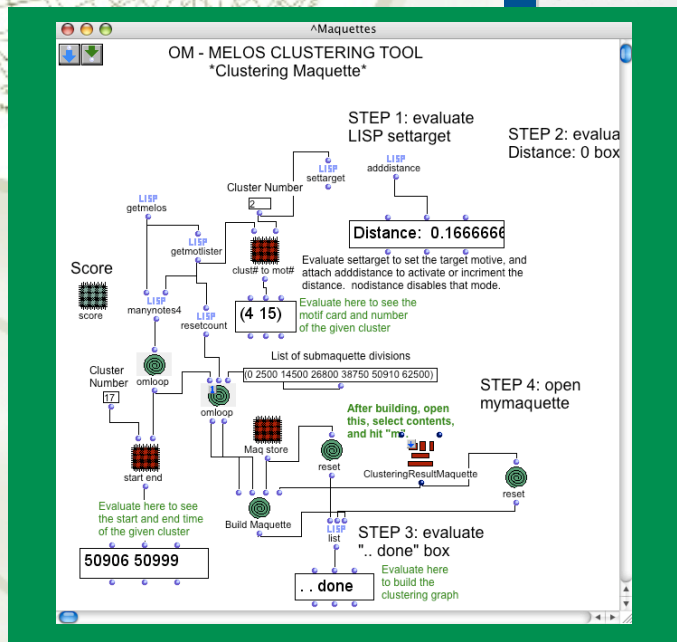 ^Maquettes
OM - MELOS CLUSTERING TOOL
*Clustering Maquette*
STEP 1: evaluate
LISP settarget
STEP 2: evalua
Distance: 0 box
LISP
settarget
LISP
adddistance
Cluster Number
2
LISP
getmelos
LISP
getmotlister
Distance: 0.1666666
clust# to mot#
Evaluate settarget to set the target motive, and
attach adddistance to activate or incriment the
distance. nodistance disables that mode.
Score
score
LISP
manynotes4
LISP
resetcount
(4 15)
Evaluate here to see the
motif card and number
of the given cluster
List of submaquette divisions
(0 2500 14500 26800 38750 50910 62500)
Cluster
Number
17
omloop
omloop
STEP 4: open
mymaquette
After building, open
this, select contents,
and hit "m".
Maq store
reset
ClusteringResultMaquette
reset
start end
Evaluate here to see
the start and end time
of the given cluster
50906 50999
Build Maquette
LISP
list
STEP 3: evaluate
".. done" box
. . done
Evaluate here
to build the
clustering graph